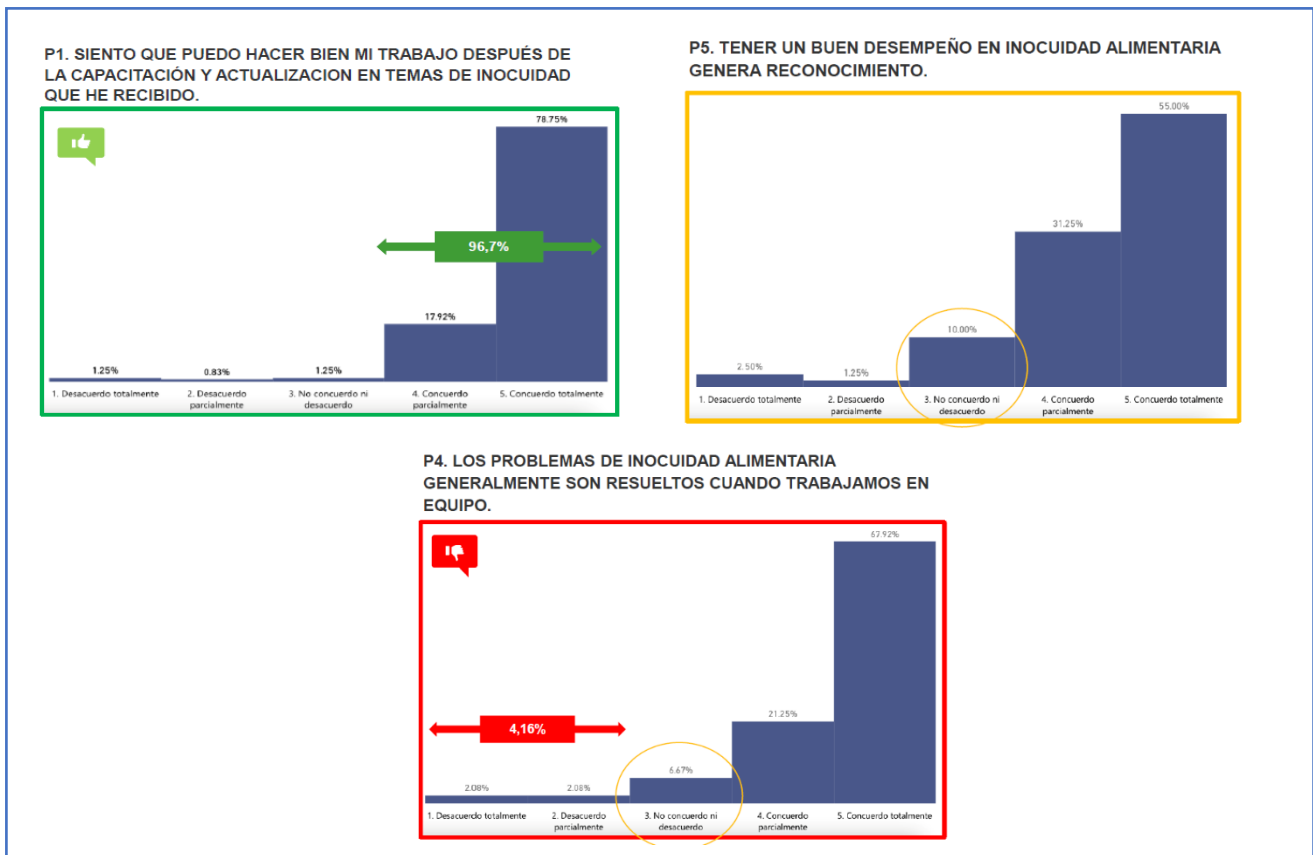 P1. SIENTO QUE PUEDO HACER BIEN MI TRABAJO DESPUÉS DE
LA CAPACITACIÓN Y ACTUALIZACION EN TEMAS DE INOCUIDAD
QUE HE RECIBIDO.
78.75%
96,7%
17.92%
1.25%
0.83%
1.25%
1. Desacuerdo totalmente
2. Desacuerdo
parcialmente
3. No concuerdo ni
desacuerdo
4. Concuerdo
parcialmente
5. Concuerdo totalmente
P5. TENER UN BUEN DESEMPEÑO EN INOCUIDAD ALIMENTARIA
GENERA RECONOCIMIENTO.
55.00%
31.25%
10.00%
2.50%
1.25%
1. Desacuerdo totalmente
2. Desacuerdo
parcialmente
3. No concuerdo ni
desacuerdo
4. Concuerdo
parcialmente
5. Concuerdo totalmente
P4. LOS PROBLEMAS DE INOCUIDAD ALIMENTARIA
GENERALMENTE SON RESUELTOS CUANDO TRABAJAMOS EN
EQUIPO.
67.92%
21.25%
4,16%
6.67%
2.08%
2.08%
1. Desacuerdo totalmente
2. Desacuerdo
parcialmente
3. No concuerdo ni
desacuerdo
4. Concuerdo
parcialmente
5. Concuerdo totalmente